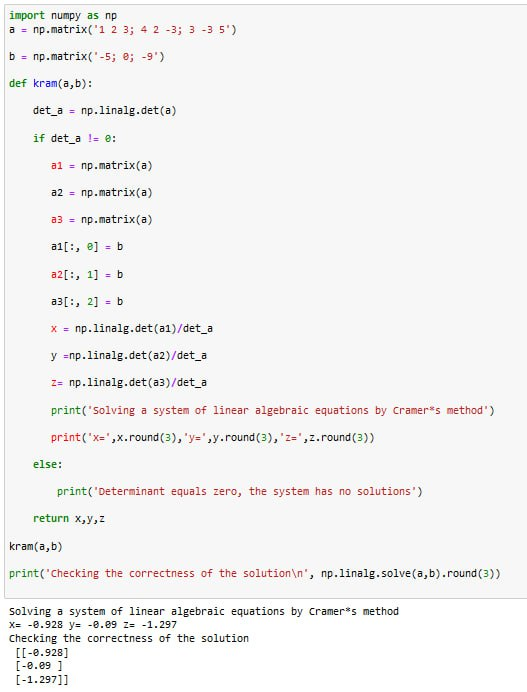 import numpy as np
a = np.matrix('1 2 3; 4 2 -3; 3 -3 5')
b = np.matrix('-5; 0; -9')
def kram(a,b):
    det_a = np.linalg.det(a)
    if det_a != 0:
       a1 = np.matrix(a)
       a2 = np.matrix(a)
       a3 = np.matrix(a)
       a1[:, 0] = b
       a2[:, 1] = b
       a3[:, 2] = b
       x = np.linalg.det(a1)/det_a
       y =np.linalg.det(a2)/det_a
       z= np.linalg.det(a3)/det_a
       print('Solving a system of linear algebraic equations by Cramer*s method')
       print('x=',x.round(3),'y=',y.round(3),'z=',z.round(3))
    else:
        print('Determinant equals zero, the system has no solutions')
    return x,y,z
kram(a,b)
print('Checking the correctness of the solution\n', np.linalg.solve(a,b).round(3))
Solving a system of linear algebraic equations by Cramer*s method
x= -0.928 y= -0.09 z= -1.297
Checking the correctness of the solution
 [[-0.928]
 [-0.09 ]
 [-1.297]]